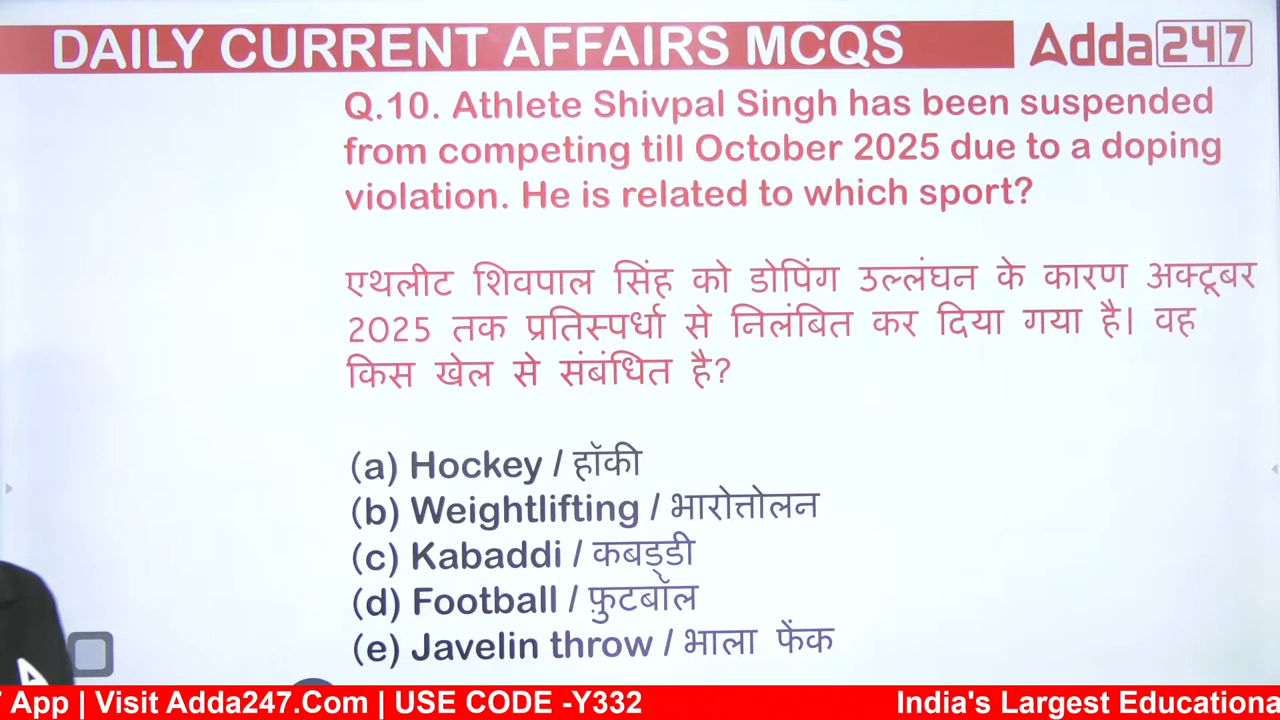 DAILY CURRENT AFFAIRS MCQS
Adda247
Q.10. Athlete Shivpal Singh has been suspended
from competing till October 2025 due to a doping
violation. He is related to which sport?
एथलीट शिवपाल सिंह को डोपिंग उल्लंघन के कारण अक्टूबर
2025 तक प्रतिस्पर्धा से निलंबित कर दिया गया है। वह
किस खेल से संबंधित है?
(a) Hockey / हॉकी
(b) Weightlifting / भारोत्तोलन
(c) Kabaddi / कबड्डी
(d) Football / फ़ुटबॉल
(e) Javelin throw / भाला फेंक
7 App | Visit Adda247.Com | USE CODE -Y332
India's Largest Educationa